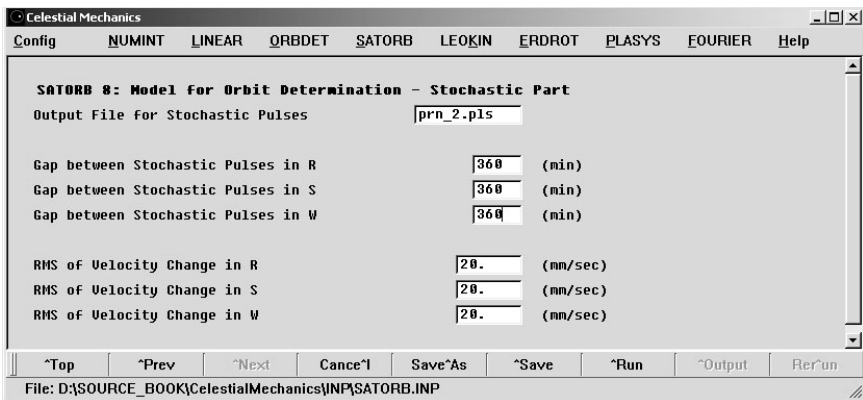 Celestial Mechanics
Config NUMINT LINEAR ORBDET SATORB LEOKIN ERDROT PLASYS FOURIER Help
SATORB 8: Model for Orbit Determination - Stochastic Part
Output File for Stochastic Pulses prn_2.pls
Gap between Stochastic Pulses in R 360 (min)
Gap between Stochastic Pulses in S 360 (min)
Gap between Stochastic Pulses in W 360 (min)
RMS of Velocity Change in R 20. (mm/sec)
RMS of Velocity Change in S 20. (mm/sec)
RMS of Velocity Change in W 20. (mm/sec)
^Top ^Prev ^Next Cance^l Save^As ^Save ^Run ^Output Rer^un
File: D:\SOURCE_BOOK\CelestialMechanics\INP\SATORB.INP